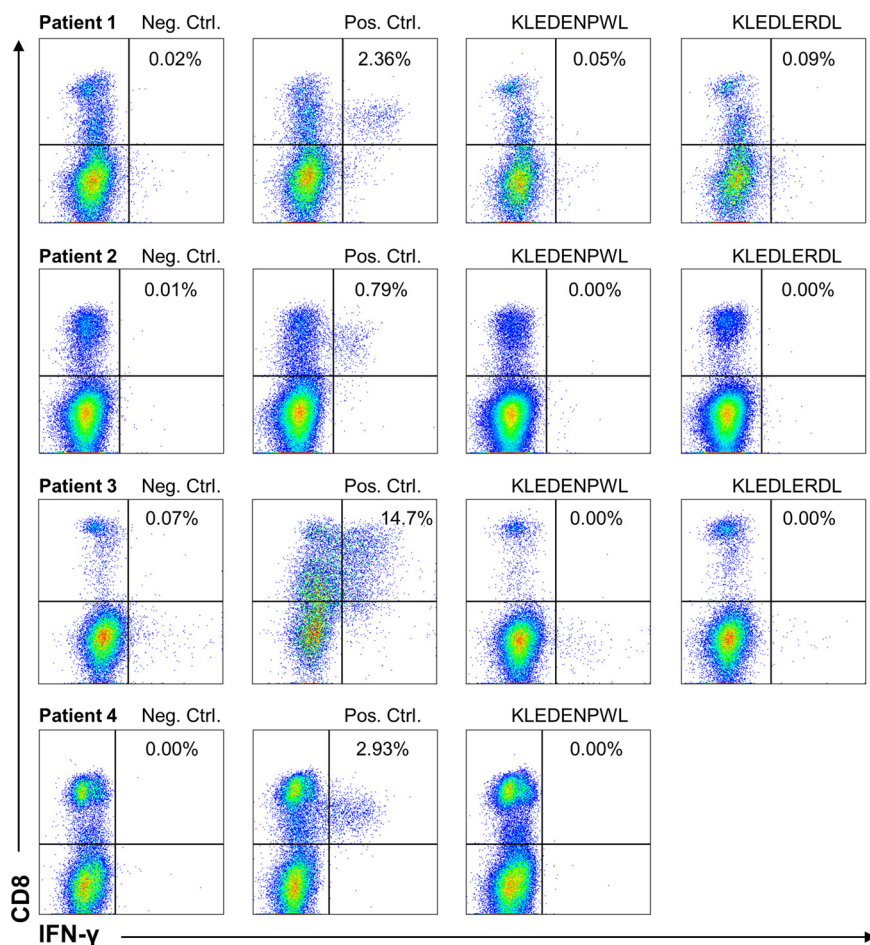 Patient 1 Neg. Ctrl. Pos. Ctrl. KLEDENPWL KLEDLERDL
0.02% 2.36% 0.05% 0.09%
Patient 2 Neg. Ctrl. Pos. Ctrl. KLEDENPWL KLEDLERDL
0.01% 0.79% 0.00% 0.00%
Patient 3 Neg. Ctrl. Pos. Ctrl. KLEDENPWL KLEDLERDL
0.07% 14.7% 0.00% 0.00%
Patient 4 Neg. Ctrl. Pos. Ctrl. KLEDENPWL
0.00% 2.93% 0.00%
CD8
IFN-γ